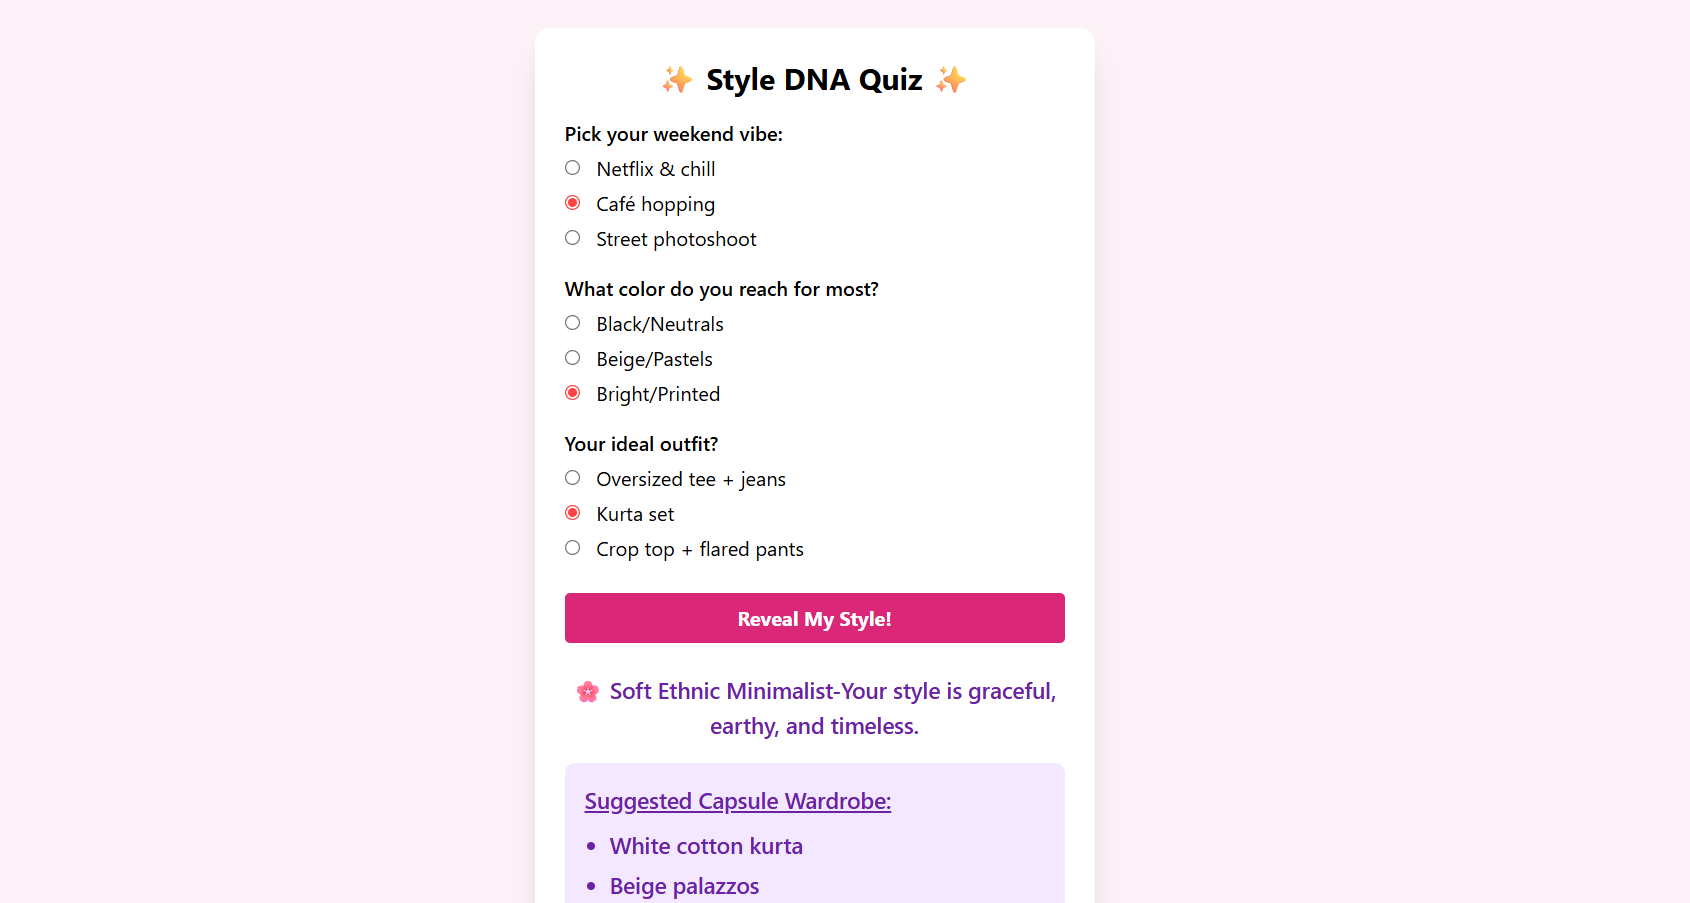 ✨ Style DNA Quiz ✨
Pick your weekend vibe:
Netflix & chill
Café hopping
Street photoshoot
What color do you reach for most?
Black/Neutrals
Beige/Pastels
Bright/Printed
Your ideal outfit?
Oversized tee + jeans
Kurta set
Crop top + flared pants
Reveal My Style!
🌸 Soft Ethnic Minimalist-Your style is graceful,
earthy, and timeless.
Suggested Capsule Wardrobe:
• White cotton kurta
• Beige palazzos